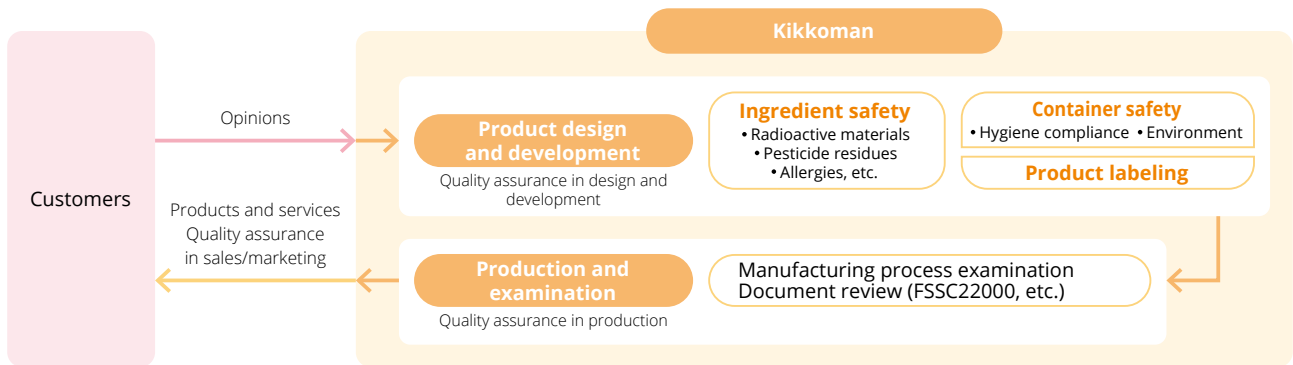 Kikkoman
Customers
Opinions
Products and services
Quality assurance
in sales/marketing
Product design
and development
Quality assurance in design and
development
Ingredient safety
• Radioactive materials
• Pesticide residues
• Allergies, etc.
Container safety
• Hygiene compliance • Environment
Product labeling
Production and
examination
Quality assurance in production
Manufacturing process examination
Document review (FSSC22000, etc.)